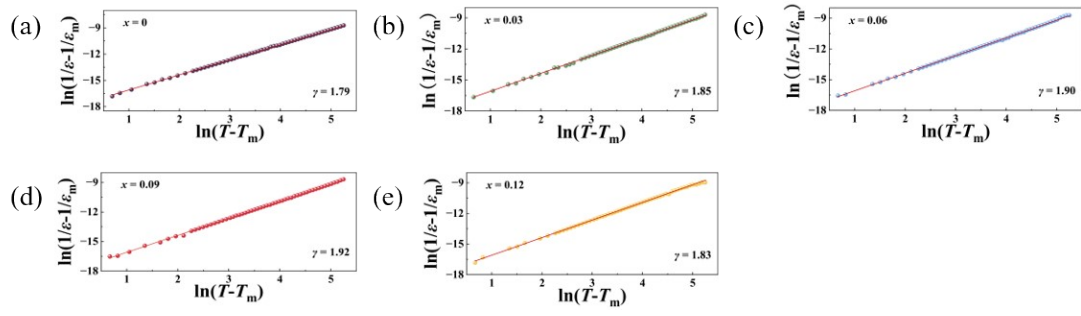 (a)
x = 0
ln(1/ε-1/εm)
-9
-12
-15
-18
γ = 1.79
1 2 3 4 5
ln(T-Tm)
(b)
x = 0.03
ln (1/ε-1/εm)
-9
-12
-15
-18
γ = 1.85
1 2 3 4 5
ln(T-Tm)
(c)
x = 0.06
ln (1/ε-1/εm)
-9
-12
-15
-18
γ = 1.90
1 2 3 4 5
ln(T-Tm)
(d)
x = 0.09
ln(1/ε-1/εm)
-9
-12
-15
-18
γ = 1.92
1 2 3 4 5
ln(T-Tm)
(e)
x = 0.12
ln(1/ε-1/εm)
-9
-12
-15
-18
γ = 1.83
1 2 3 4 5
ln(T-Tm)